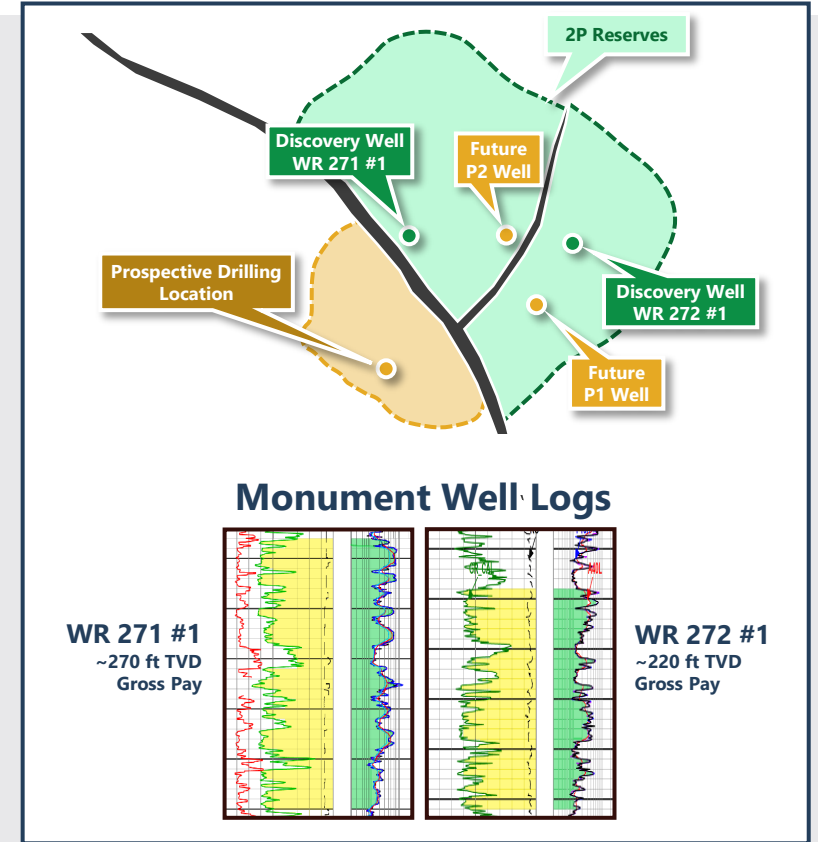 2P Reserves
Discovery Well
WR 271 #1
Future
P2 Well
Prospective Drilling
Location
Discovery Well
WR 272 #1
Future
P1 Well
Monument Well Logs
WR 271 #1
~270 ft TVD
Gross Pay
WR 272 #1
~220 ft TVD
Gross Pay